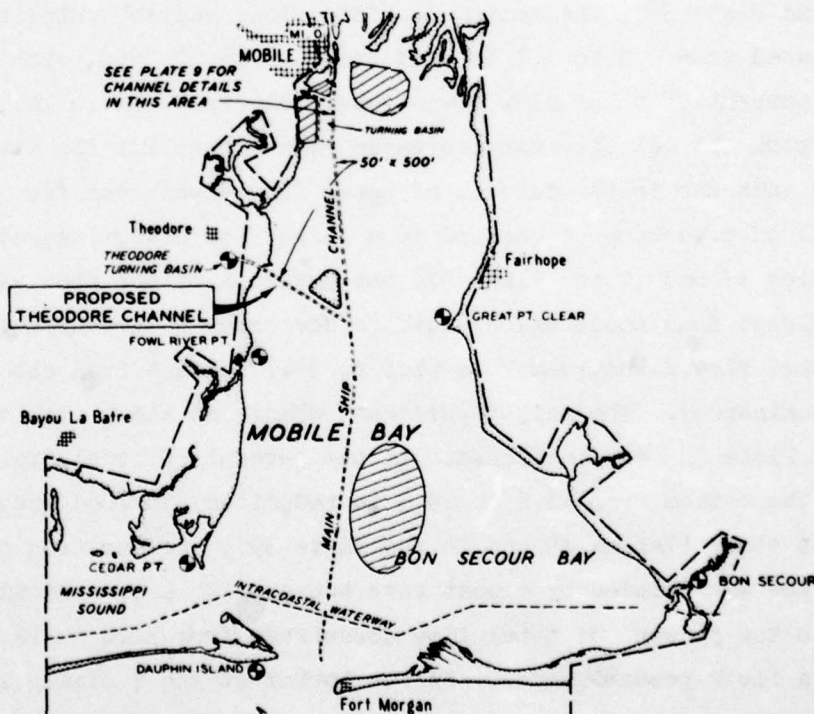 MI 0
MOBILE
SEE PLATE 9 FOR
CHANNEL DETAILS
IN THIS AREA
TURNING BASIN
50' x 500'
CHANNEL
Theodore
THEODORE
TURNING BASIN
Fairhope
PROPOSED
THEODORE CHANNEL
GREAT PT. CLEAR
FOWL RIVER PT.
SHIP
Bayou La Batre
MOBILE BAY
MAIN
CEDAR PT.
BON SECOUR BAY
BON SECOUR
MISSISSIPPI
SOUND
INTRACOASTAL WATERWAY
DAUPHIN ISLAND
Fort Morgan